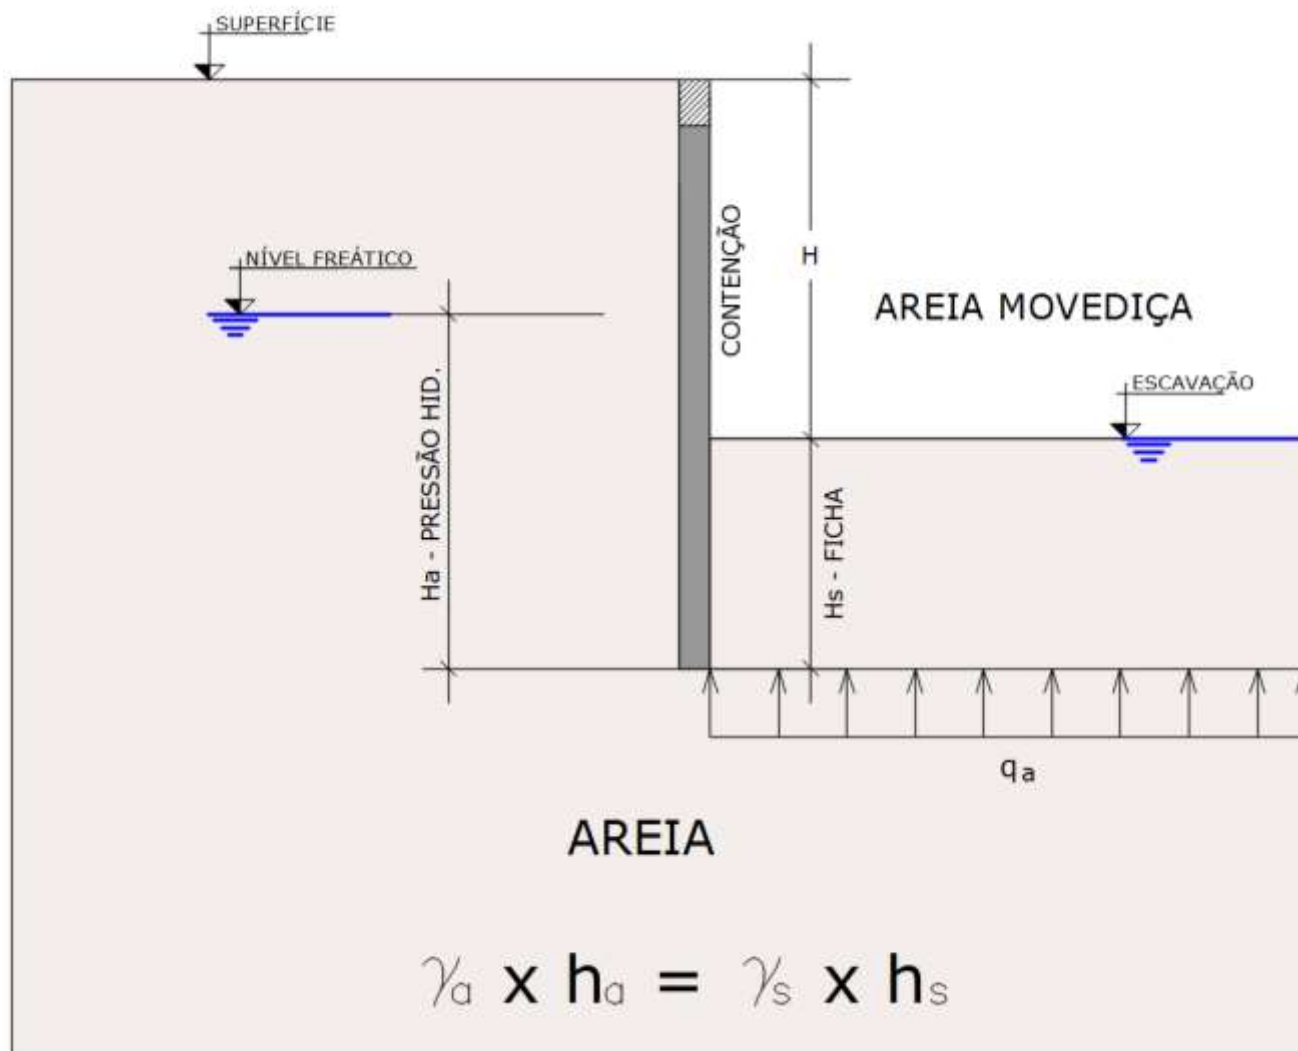 SUPERFÍCIE
NÍVEL FREÁTICO
CONTENÇÃO
H
AREIA MOVEDIÇA
ESCAVAÇÃO
Ha - PRESSÃO HID.
Hs - FICHA
qa
AREIA
γa x ha = γs x hs